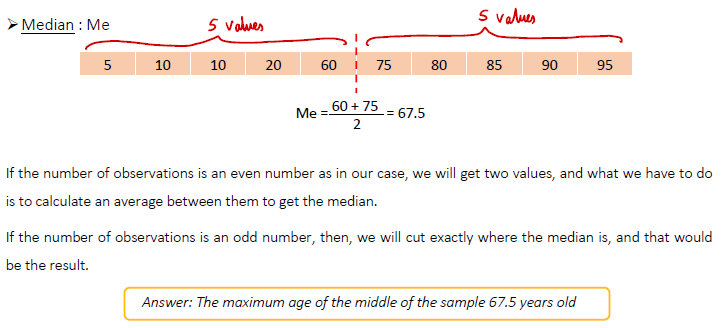 ➤ Median : Me
5 values
5 values
5 10 10 20 60 75 80 85 90 95
Me = 60 + 75 / 2 = 67.5
If the number of observations is an even number as in our case, we will get two values, and what we have to do
is to calculate an average between them to get the median.
If the number of observations is an odd number, then, we will cut exactly where the median is, and that would
be the result.
Answer: The maximum age of the middle of the sample 67.5 years old